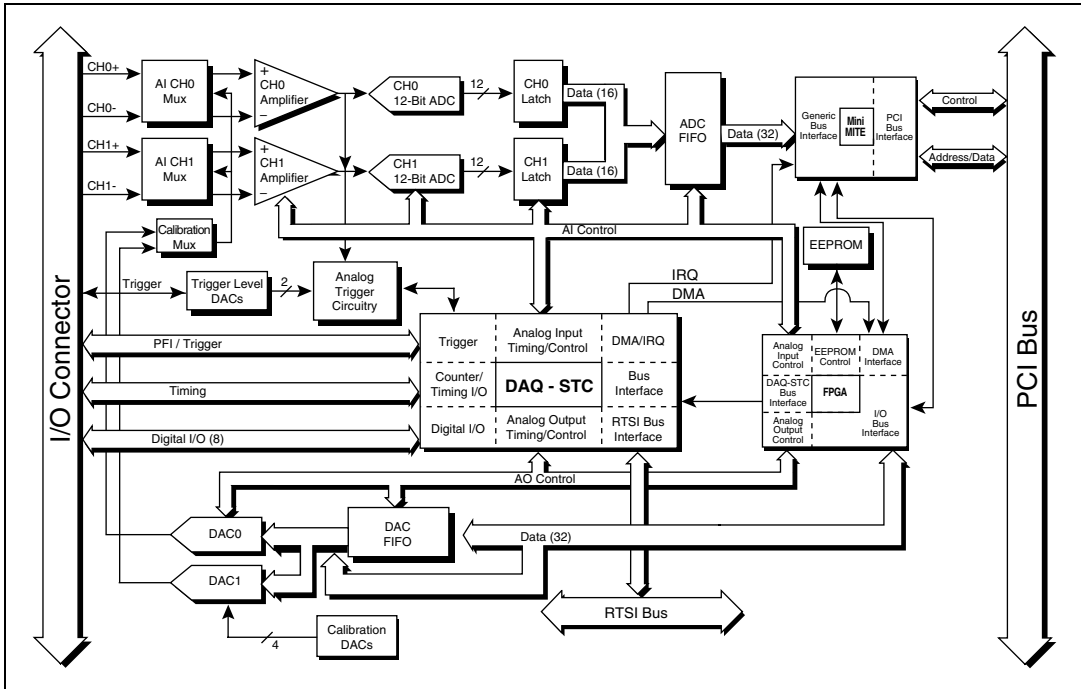 I/O Connector
CH0+
CH0-
CH1+
CH1-
AI CH0
Mux
AI CH1
Mux
+
CH0
Amplifier
–
+
CH1
Amplifier
–
CH0
12-Bit ADC
CH1
12-Bit ADC
12
12
CH0
Latch
CH1
Latch
Data (16)
Data (16)
ADC
FIFO
Data (32)
Generic
Bus
Interface
Mini
MITE
PCI
Bus
Interface
Control
Address/Data
PCI Bus
Calibration
Mux
AI Control
EEPROM
Trigger
Trigger Level
DACs
2
Analog
Trigger
Circuitry
IRQ
DMA
PFI / Trigger
Timing
Digital I/O (8)
Trigger
Analog Input
Timing/Control
DMA/IRQ
Counter/
Timing I/O
DAQ - STC
Bus
Interface
Digital I/O
Analog Output
Timing/Control
RTSI Bus
Interface
Analog
Input
Control
EEPROM
Control
DMA
Interface
DAQ-STC
Bus
Interface
FPGA
Analog
Output
Control
I/O
Bus
Interface
AO Control
DAC0
DAC
FIFO
Data (32)
DAC1
4
Calibration
DACs
RTSI Bus